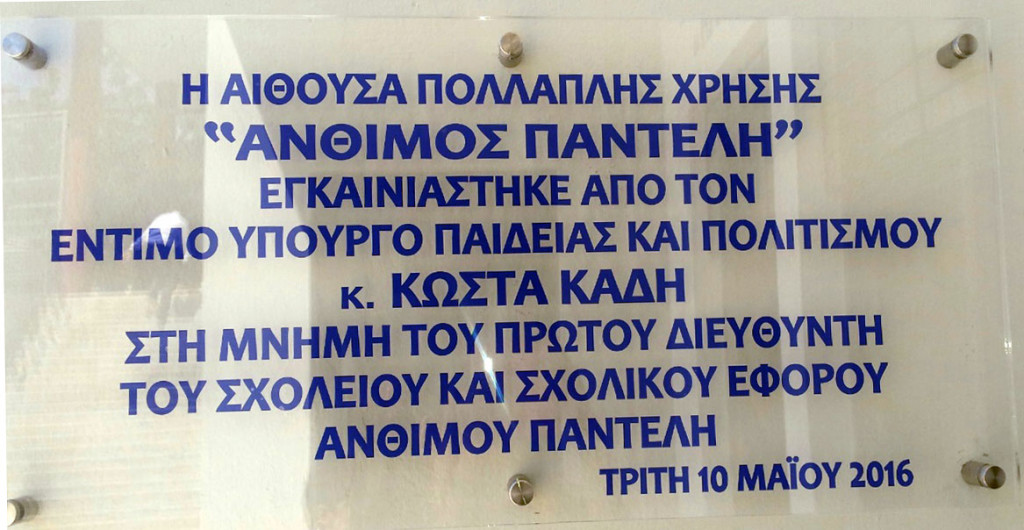 Η ΑΙΘΟΥΣΑ ΠΟΛΛΑΠΛΗΣ ΧΡΗΣΗΣ
“ΑΝΘΙΜΟΣ ΠΑΝΤΕΛΗ”
ΕΓΚΑΙΝΙΑΣΤΗΚΕ ΑΠΟ ΤΟΝ
ΕΝΤΙΜΟ ΥΠΟΥΡΓΟ ΠΑΙΔΕΙΑΣ ΚΑΙ ΠΟΛΙΤΙΣΜΟΥ
κ. ΚΩΣΤΑ ΚΑΔΗ
ΣΤΗ ΜΝΗΜΗ ΤΟΥ ΠΡΩΤΟΥ ΔΙΕΥΘΥΝΤΗ
ΤΟΥ ΣΧΟΛΕΙΟΥ ΚΑΙ ΣΧΟΛΙΚΟΥ ΕΦΟΡΟΥ
ΑΝΘΙΜΟΥ ΠΑΝΤΕΛΗ
ΤΡΙΤΗ 10 ΜΑΪΟΥ 2016